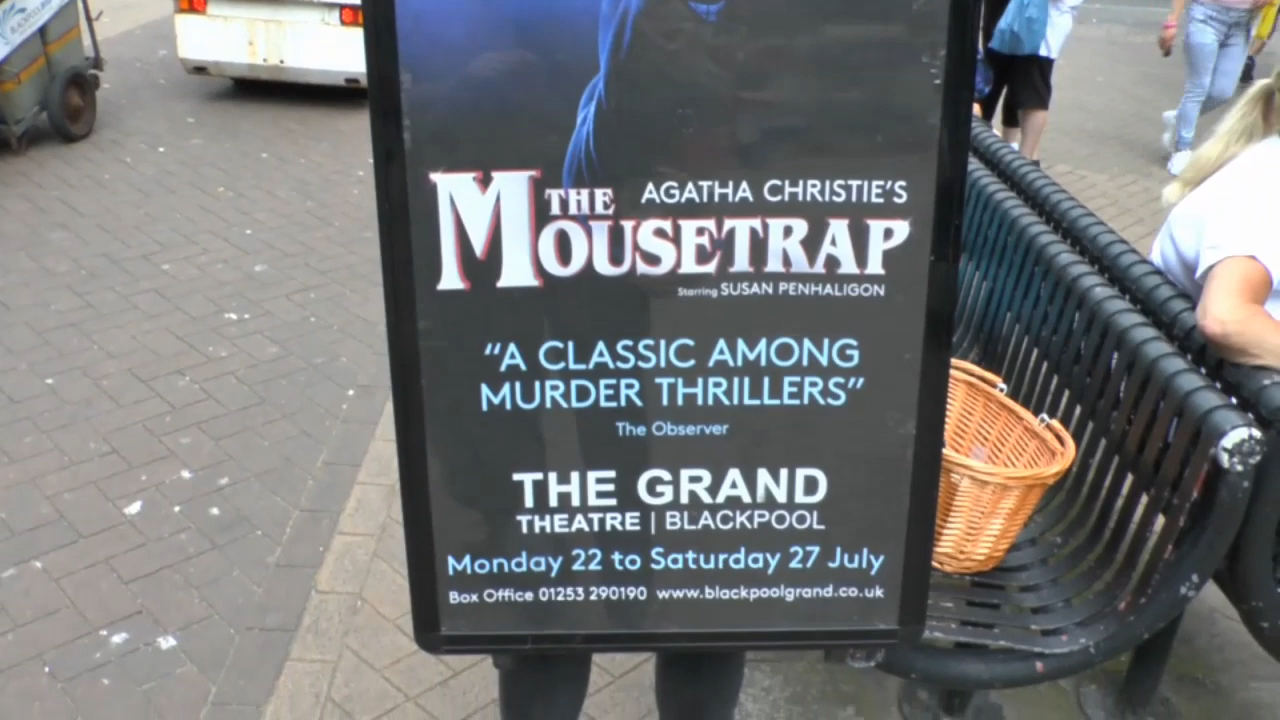 BLACKPOOL
AGATHA CHRISTIE'S
THE
MOUSETRAP
Starring SUSAN PENHALIGON
“A CLASSIC AMONG
MURDER THRILLERS”
The Observer
THE GRAND
THEATRE | BLACKPOOL
Monday 22 to Saturday 27 July
Box Office 01253 290190 www.blackpoolgrand.co.uk